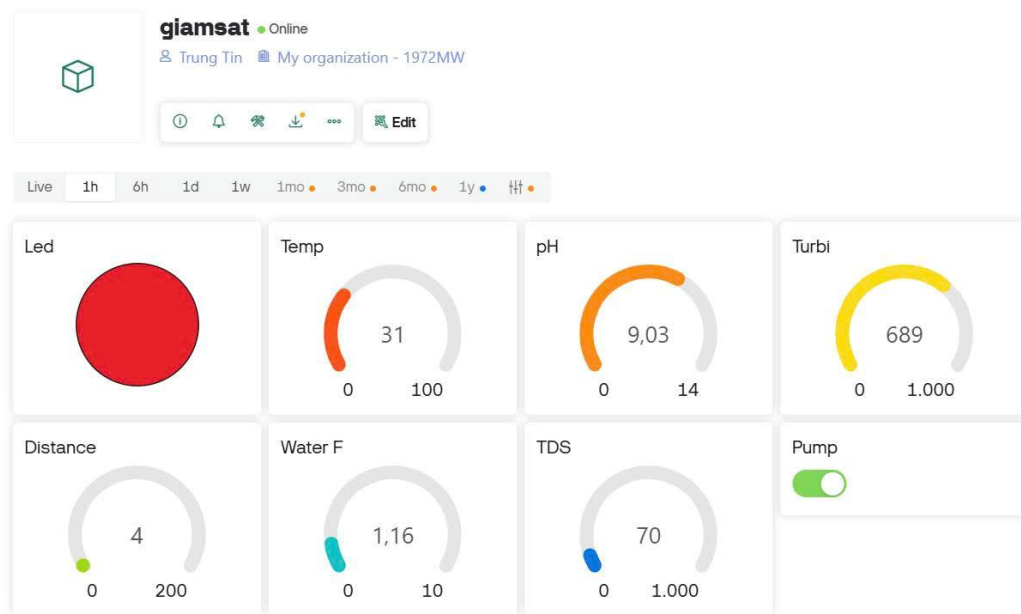 giamsat Online
Trung Tin My organization - 1972MW
Edit
Live 1h 6h 1d 1w 1mo 3mo 6mo 1y
Led Temp pH Turbi
31 9,03 689
0 100 0 14 0 1.000
Distance Water F TDS Pump
4 1,16 70
0 200 0 10 0 1.000